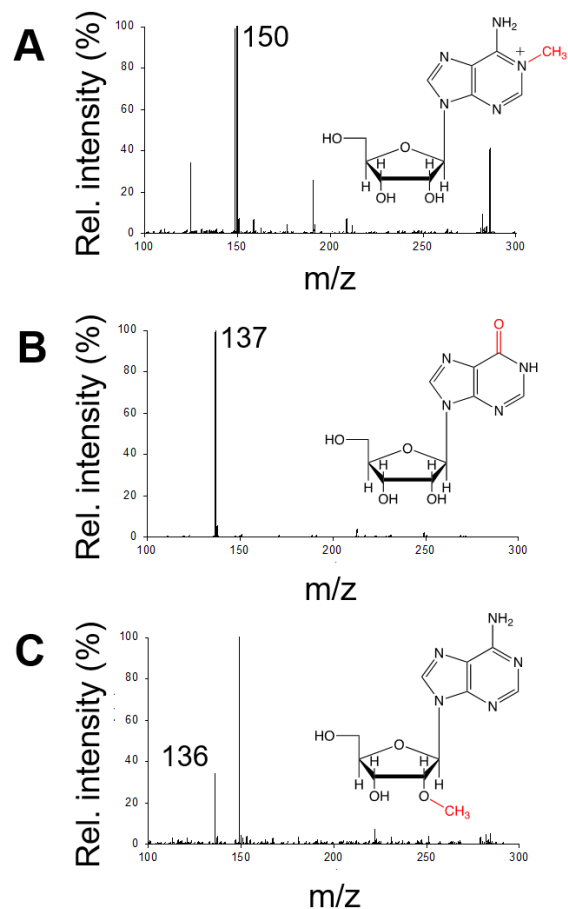 A
Rel. intensity (%)
100
80
60
40
20
0
150
100
150
200
250
300
m/z
NH₂
CH₃
+
N
N
N
N
HO
O
H
H
H
H
OH
OH
B
Rel. intensity (%)
100
80
60
40
20
0
137
100
150
200
250
300
m/z
O
N
NH
N
N
HO
O
H
H
H
H
OH
OH
C
Rel. intensity (%)
100
80
60
40
20
0
136
100
150
200
250
300
m/z
NH₂
N
N
N
N
HO
O
H
H
H
H
OH
O
CH₃